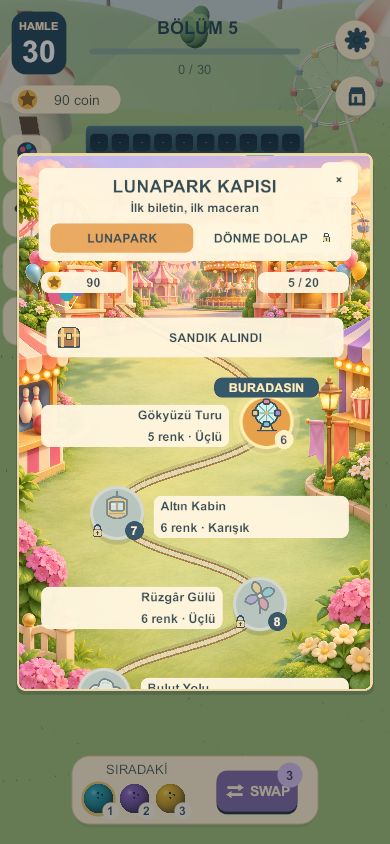 HAMLE
30
BÖLÜM 5
0 / 30
90 coin
LUNAPARK KAPISI
×
İlk biletin, ilk maceran
LUNAPARK
DÖNME DOLAP
90
5 / 20
SANDIK ALINDI
BURADASIN
Gökyüzü Turu
5 renk · Üçlü
6
Altın Kabin
6 renk · Karışık
7
Rüzgâr Gülü
6 renk · Üçlü
8
Bulut Yolu
SIRADAKİ
1
2
3
SWAP
3